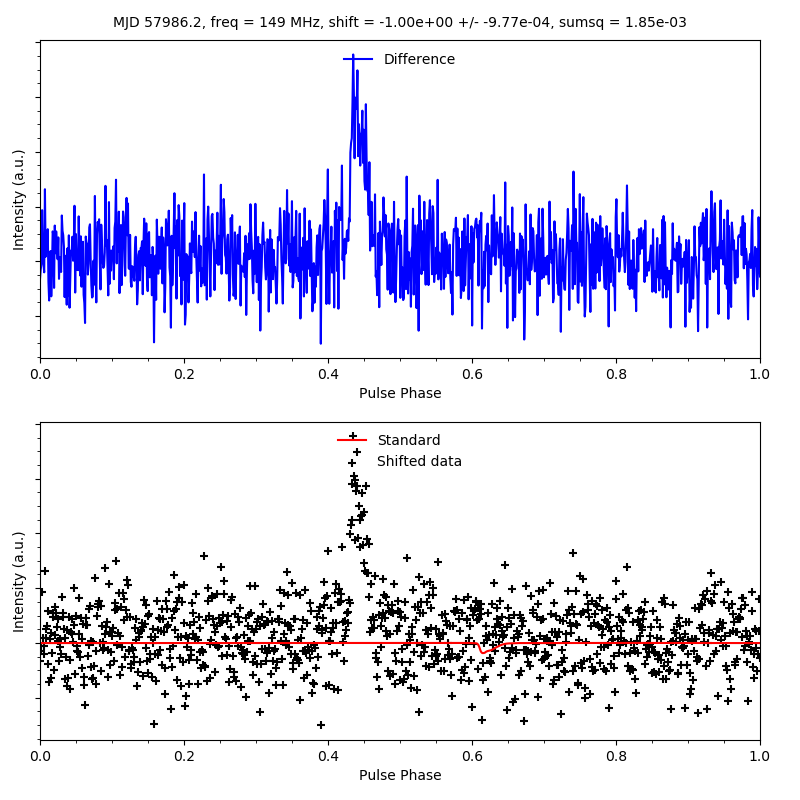 MJD 57986.2, freq = 149 MHz, shift = -1.00e+00 +/- -9.77e-04, sumsq = 1.85e-03
Difference
Intensity (a.u.)
0.0 0.2 0.4 0.6 0.8 1.0
Pulse Phase
Standard
Shifted data
Intensity (a.u.)
0.0 0.2 0.4 0.6 0.8 1.0
Pulse Phase